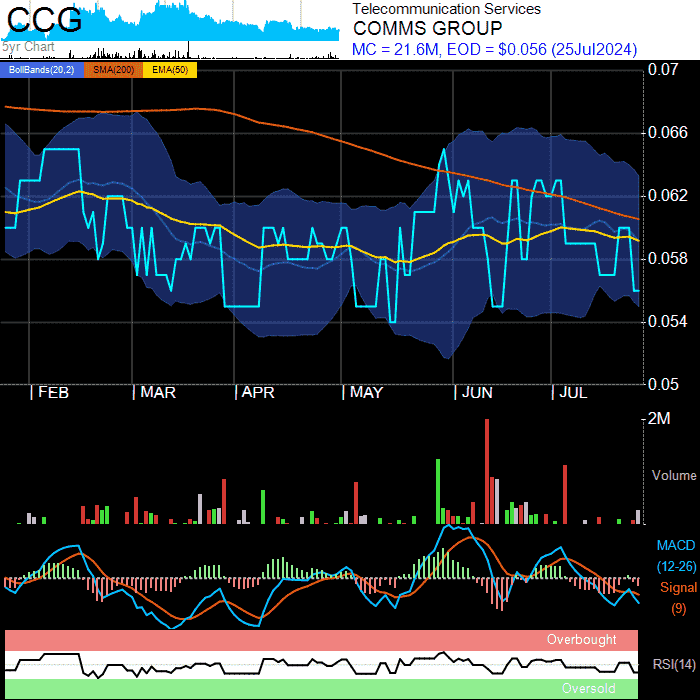 CCG
5yr Chart
Telecommunication Services
COMMS GROUP
MC = 21.6M, EOD = $0.056 (25Jul2024)
BollBands(20,2) SMA(200) EMA(50)
0.07
0.066
0.062
0.058
0.054
0.05
FEB MAR APR MAY JUN JUL
2M
Volume
MACD
(12-26)
Signal
(9)
Overbought
RSI(14)
Oversold